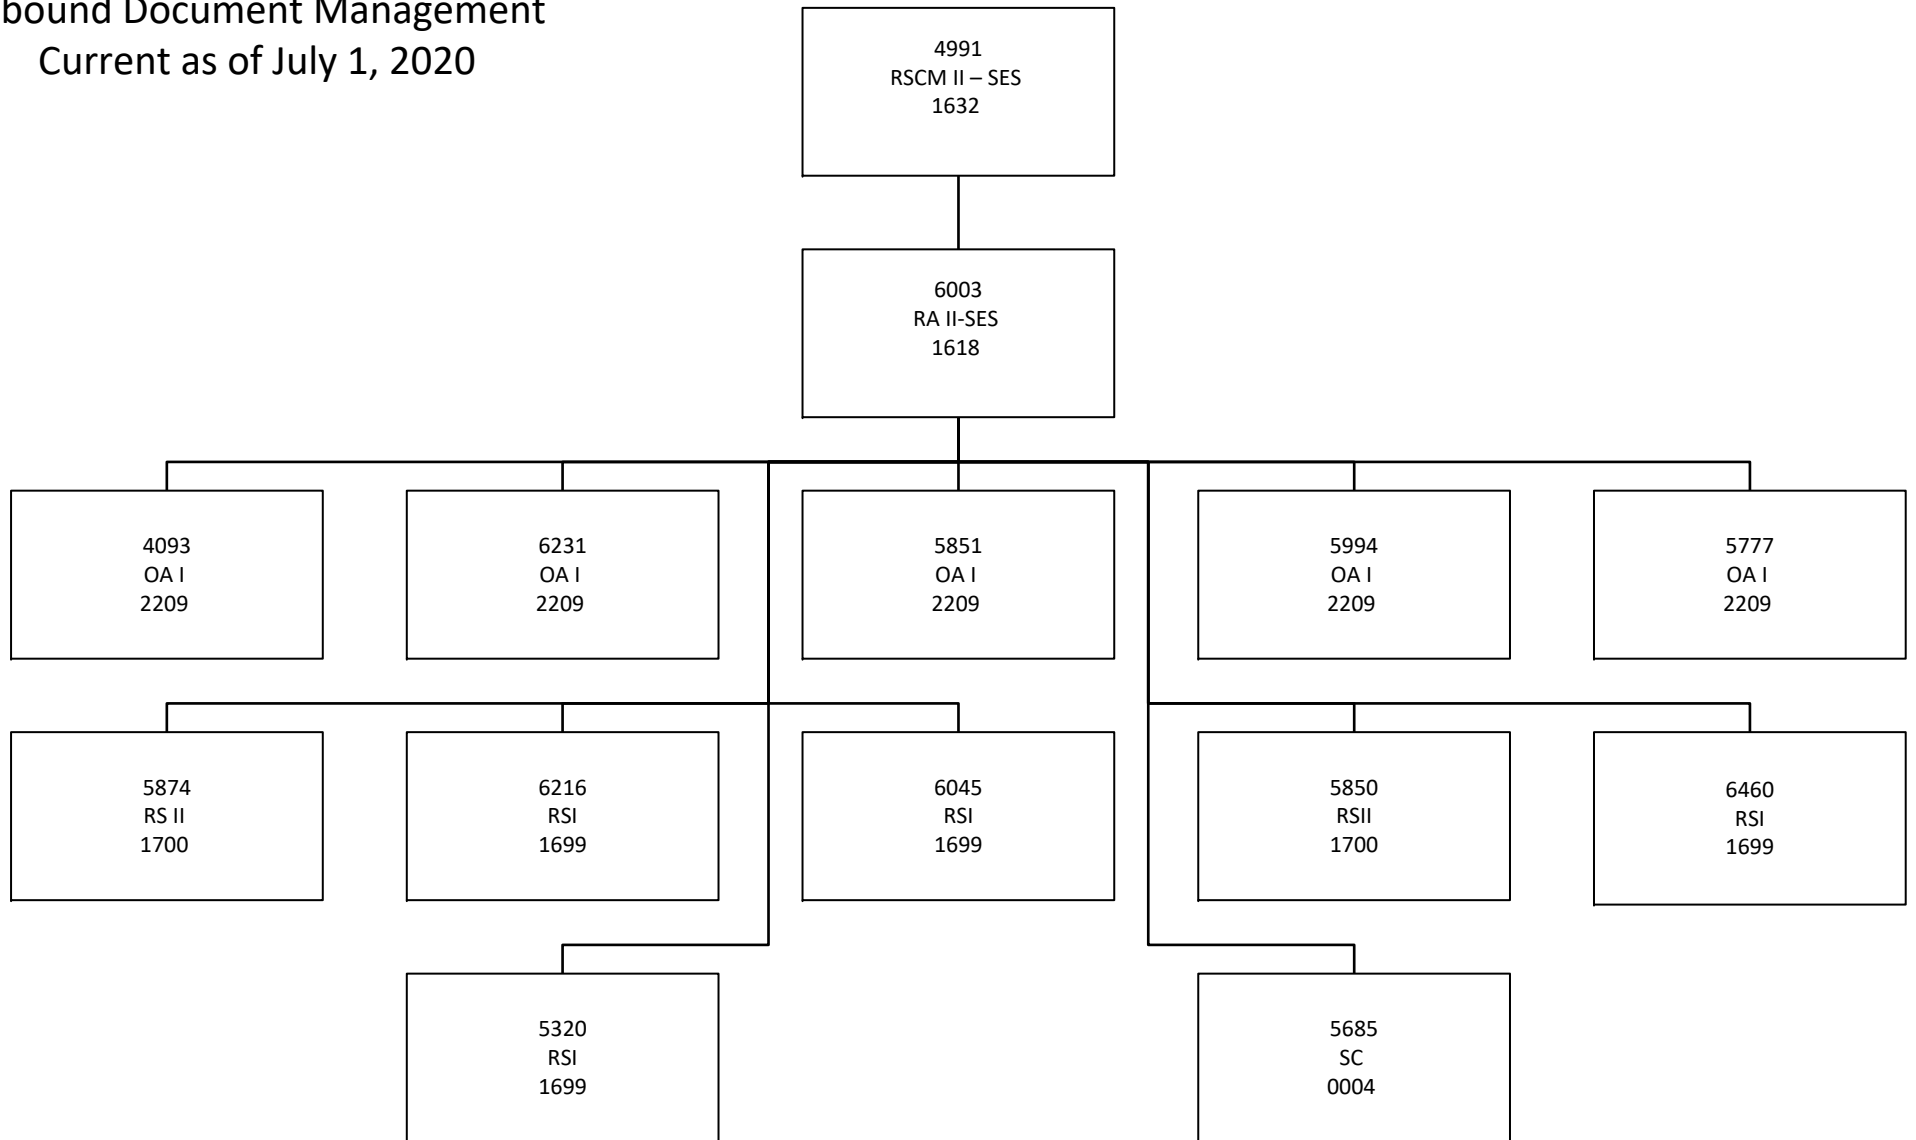 bound Document Management
Current as of July 1, 2020
4991
RSCM II – SES
1632
6003
RA II-SES
1618
4093
OA I
2209
6231
OA I
2209
5851
OA I
2209
5994
OA I
2209
5777
OA I
2209
5874
RS II
1700
6216
RSI
1699
6045
RSI
1699
5850
RSII
1700
6460
RSI
1699
5320
RSI
1699
5685
SC
0004